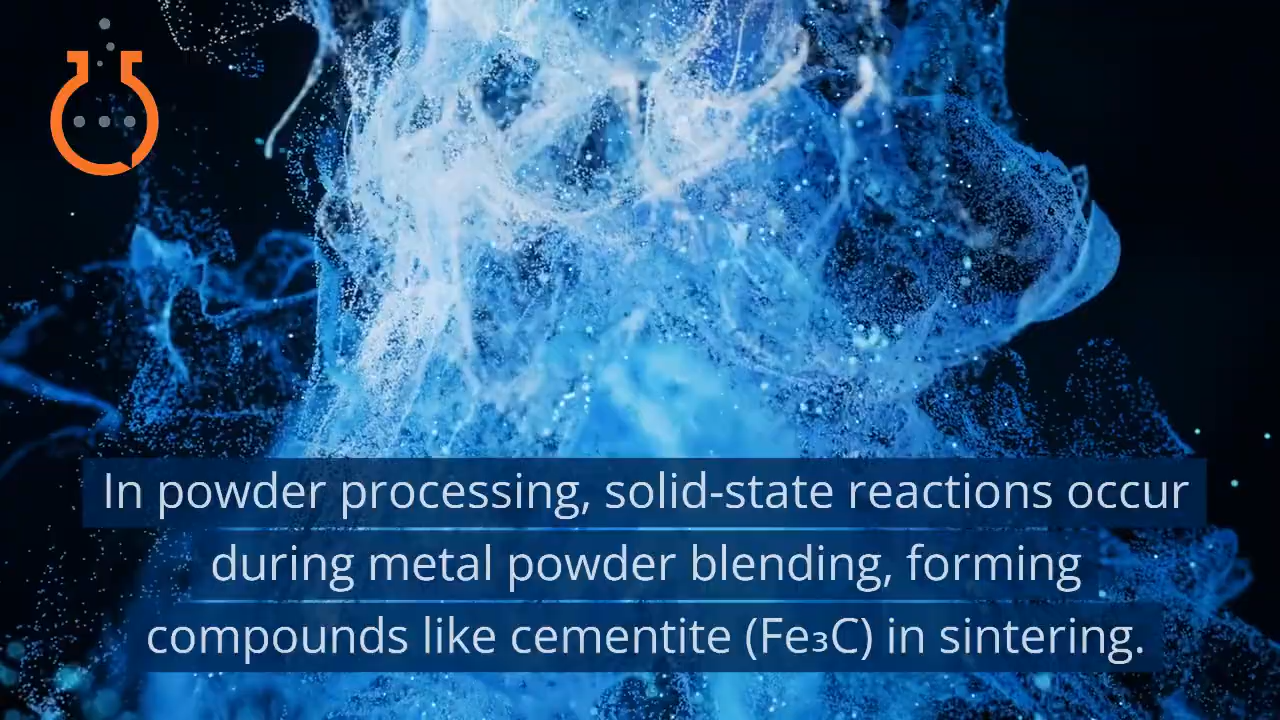 In powder processing, solid-state reactions occur
during metal powder blending, forming
compounds like cementite (Fe₃C) in sintering.